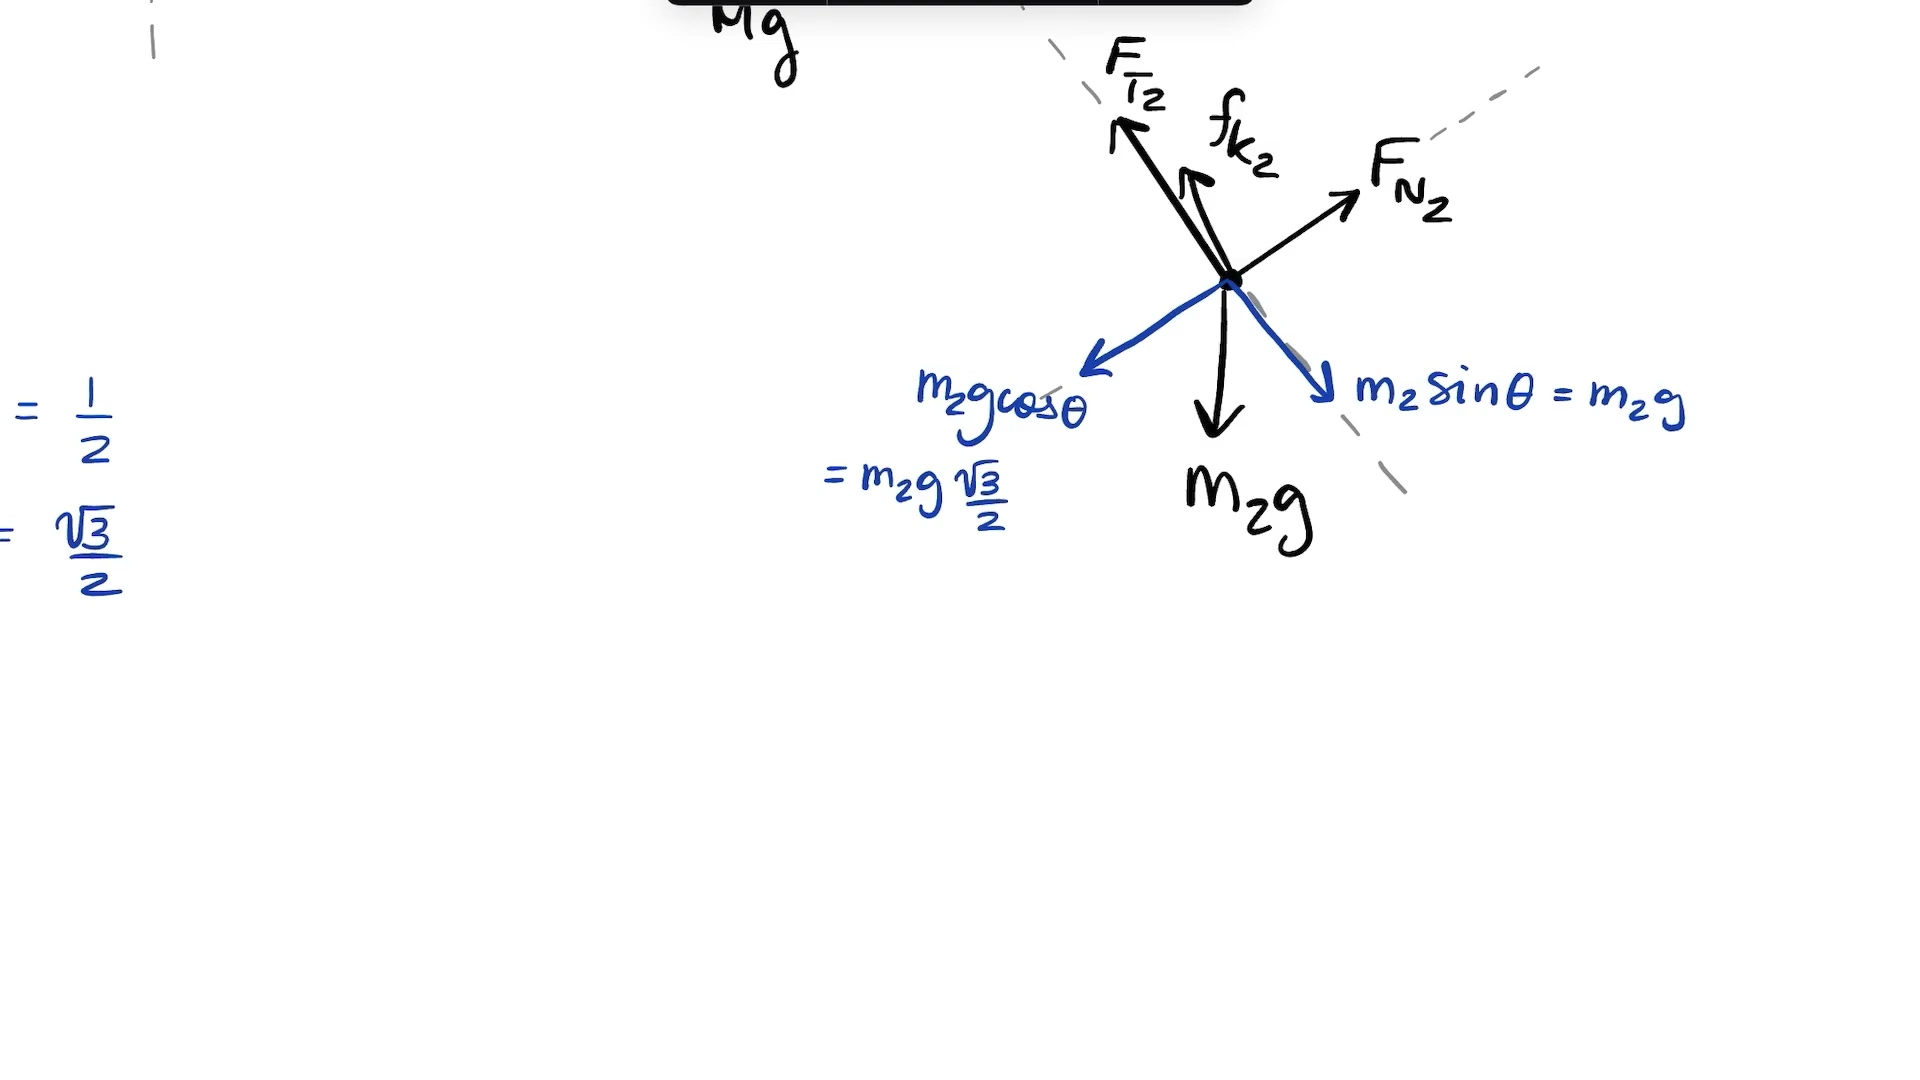 Mg
F_T₂
f_k₂
F_N₂
= 1/2
m₂gcosθ
m₂ sinθ = m₂g
= m₂g √3/2
m₂g
= √3/2